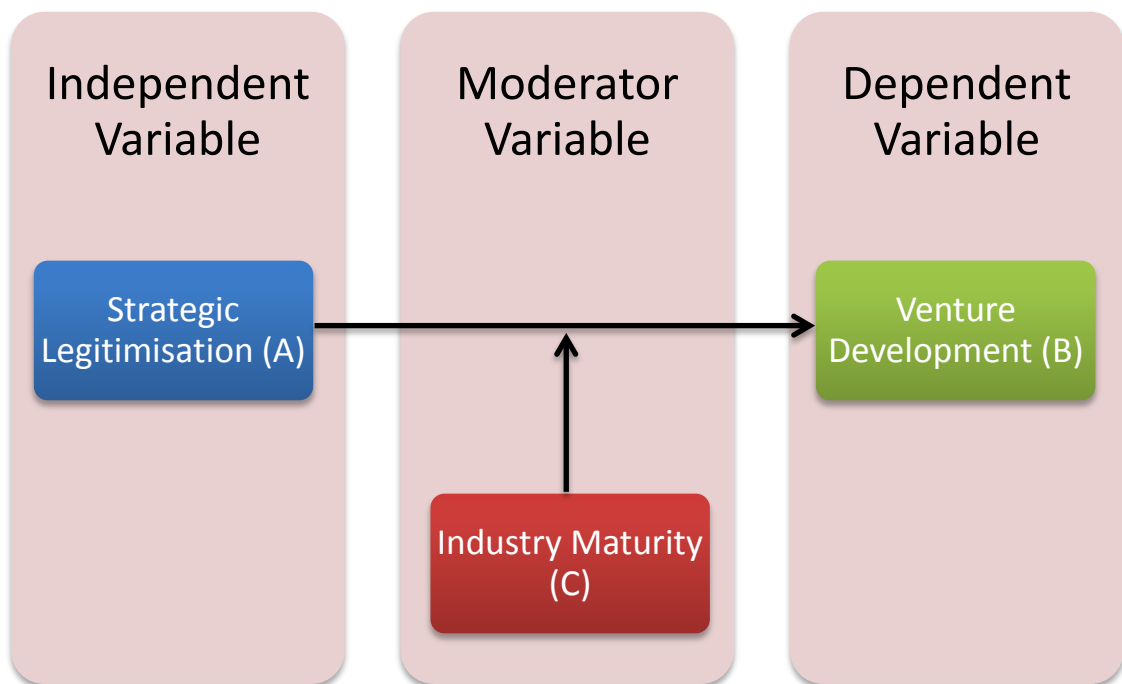 Independent
Variable
Moderator
Variable
Dependent
Variable
Strategic
Legitimisation (A)
Venture
Development (B)
Industry Maturity
(C)